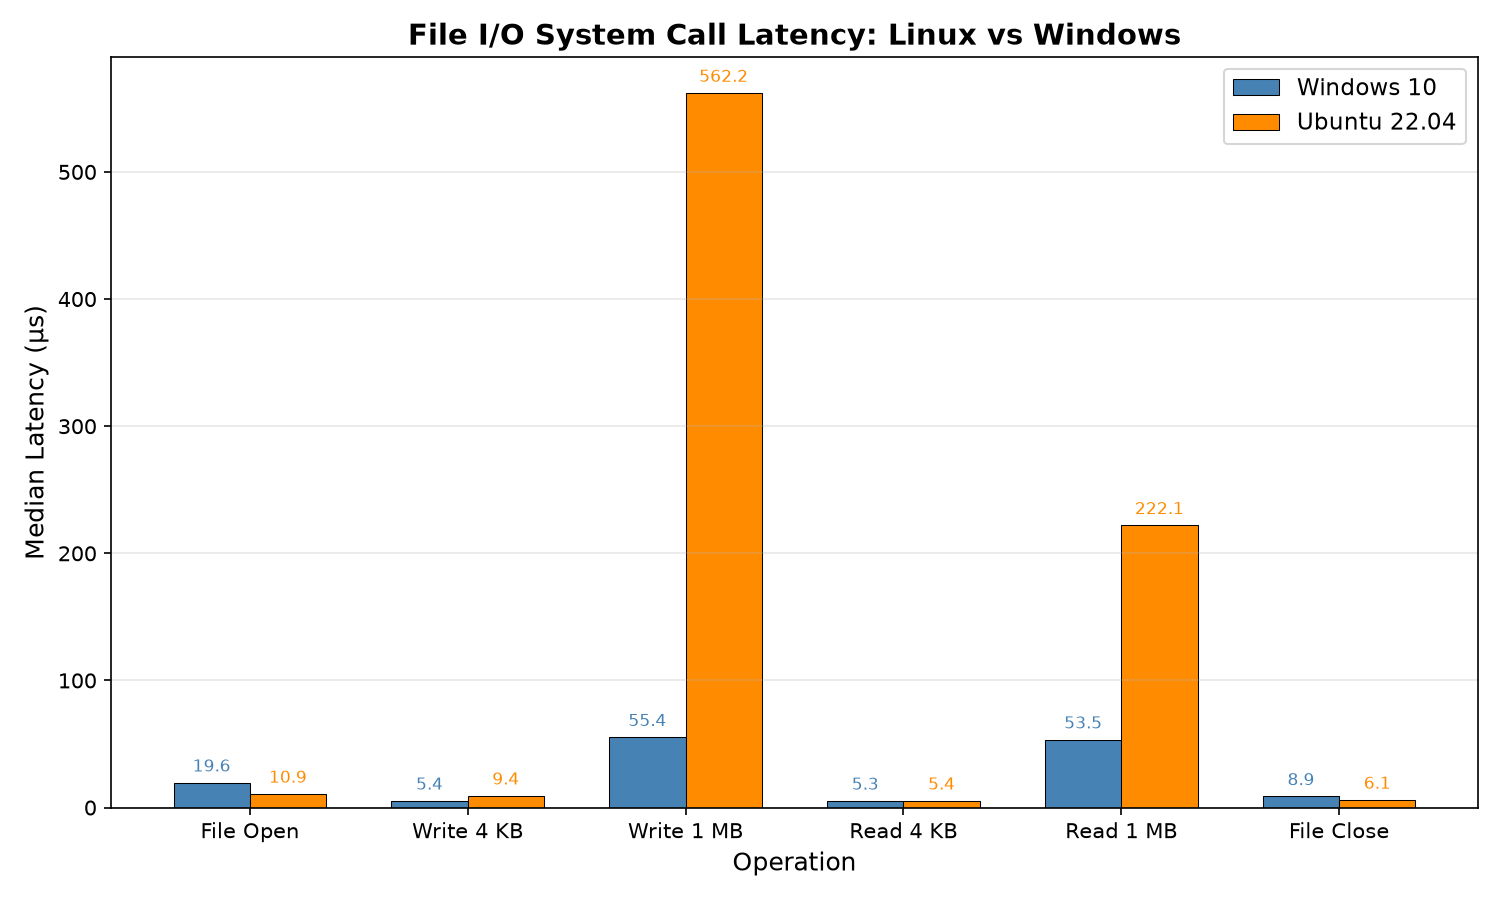 File I/O System Call Latency: Linux vs Windows
Windows 10
Ubuntu 22.04
Median Latency (µs)
500
400
300
200
100
0
19.6
10.9
5.4
9.4
55.4
562.2
5.3
5.4
53.5
222.1
8.9
6.1
File Open
Write 4 KB
Write 1 MB
Read 4 KB
Read 1 MB
File Close
Operation